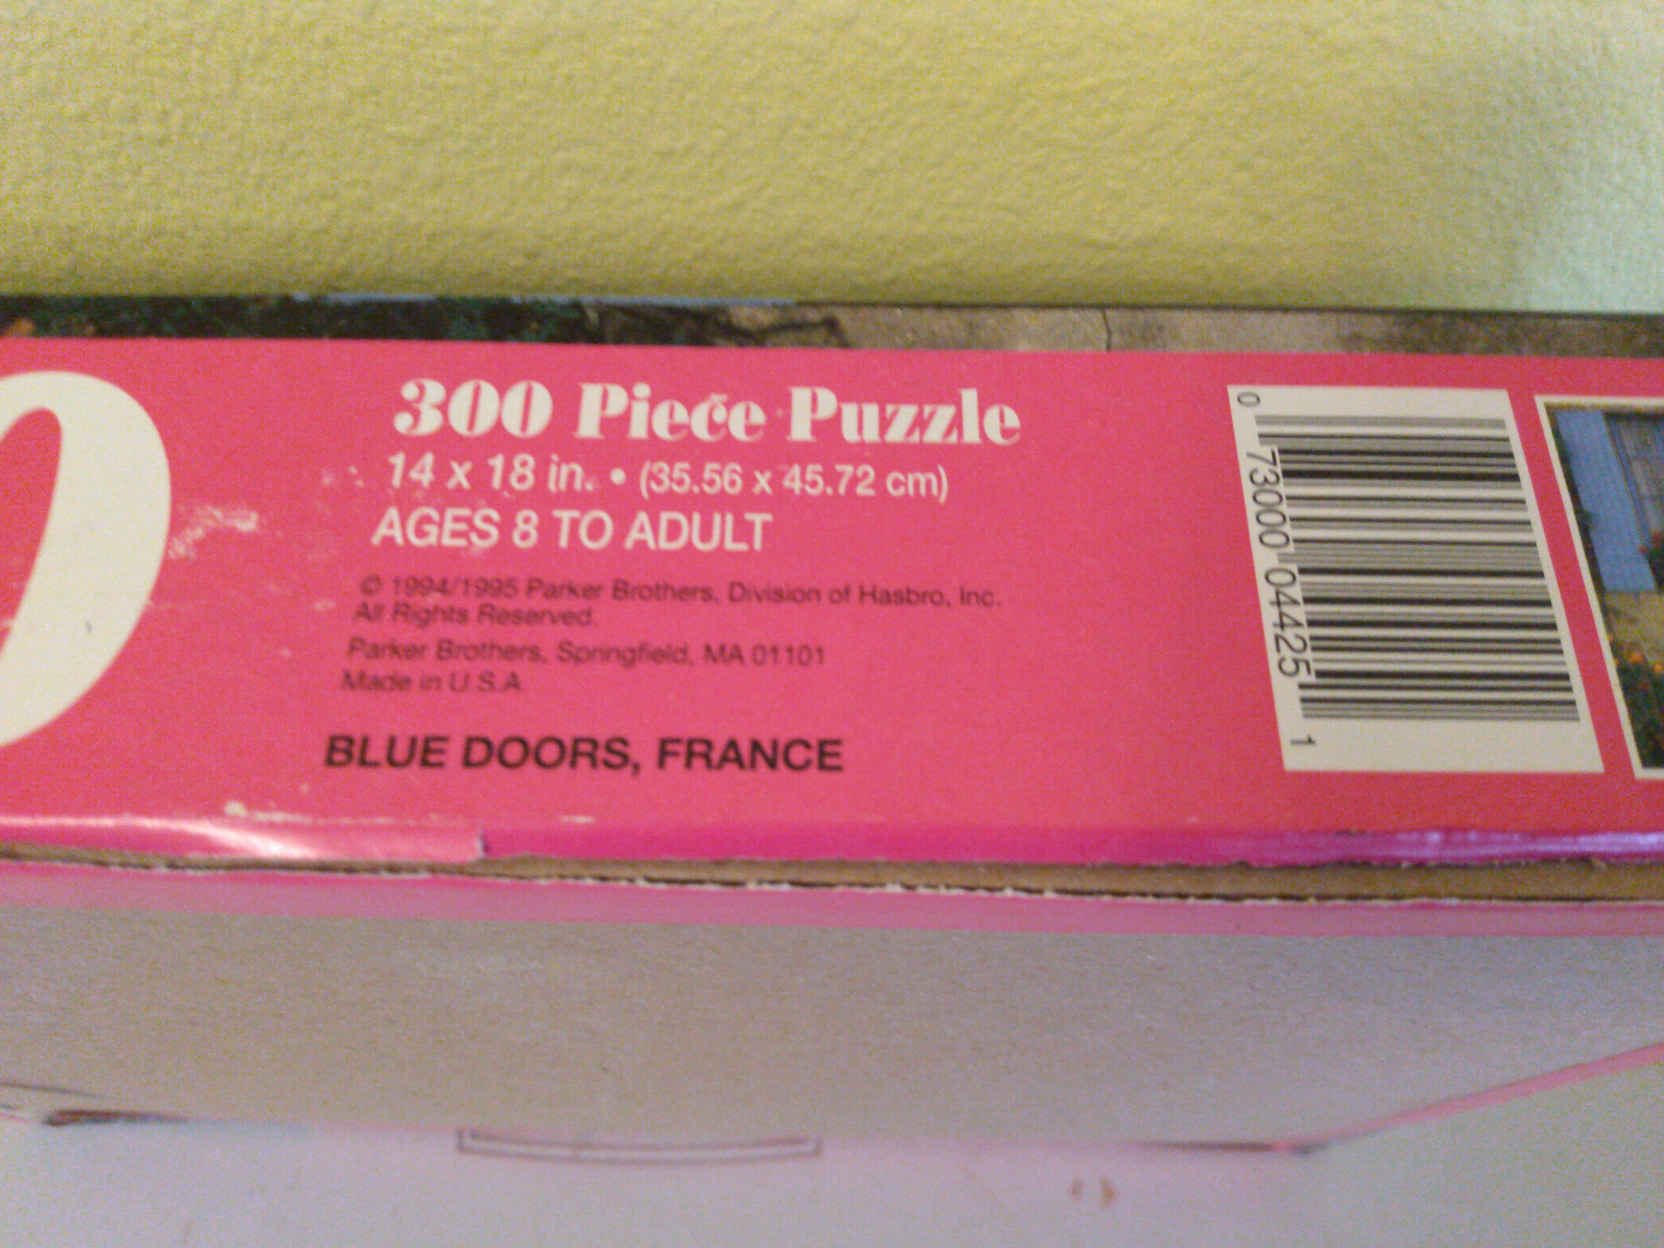 0
300 Piece Puzzle
14 x 18 in. • (35.56 x 45.72 cm)
AGES 8 TO ADULT
© 1994/1995 Parker Brothers, Division of Hasbro, Inc.
All Rights Reserved.
Parker Brothers, Springfield, MA 01101
Made in U.S.A.
BLUE DOORS, FRANCE
0 73000 04425 1